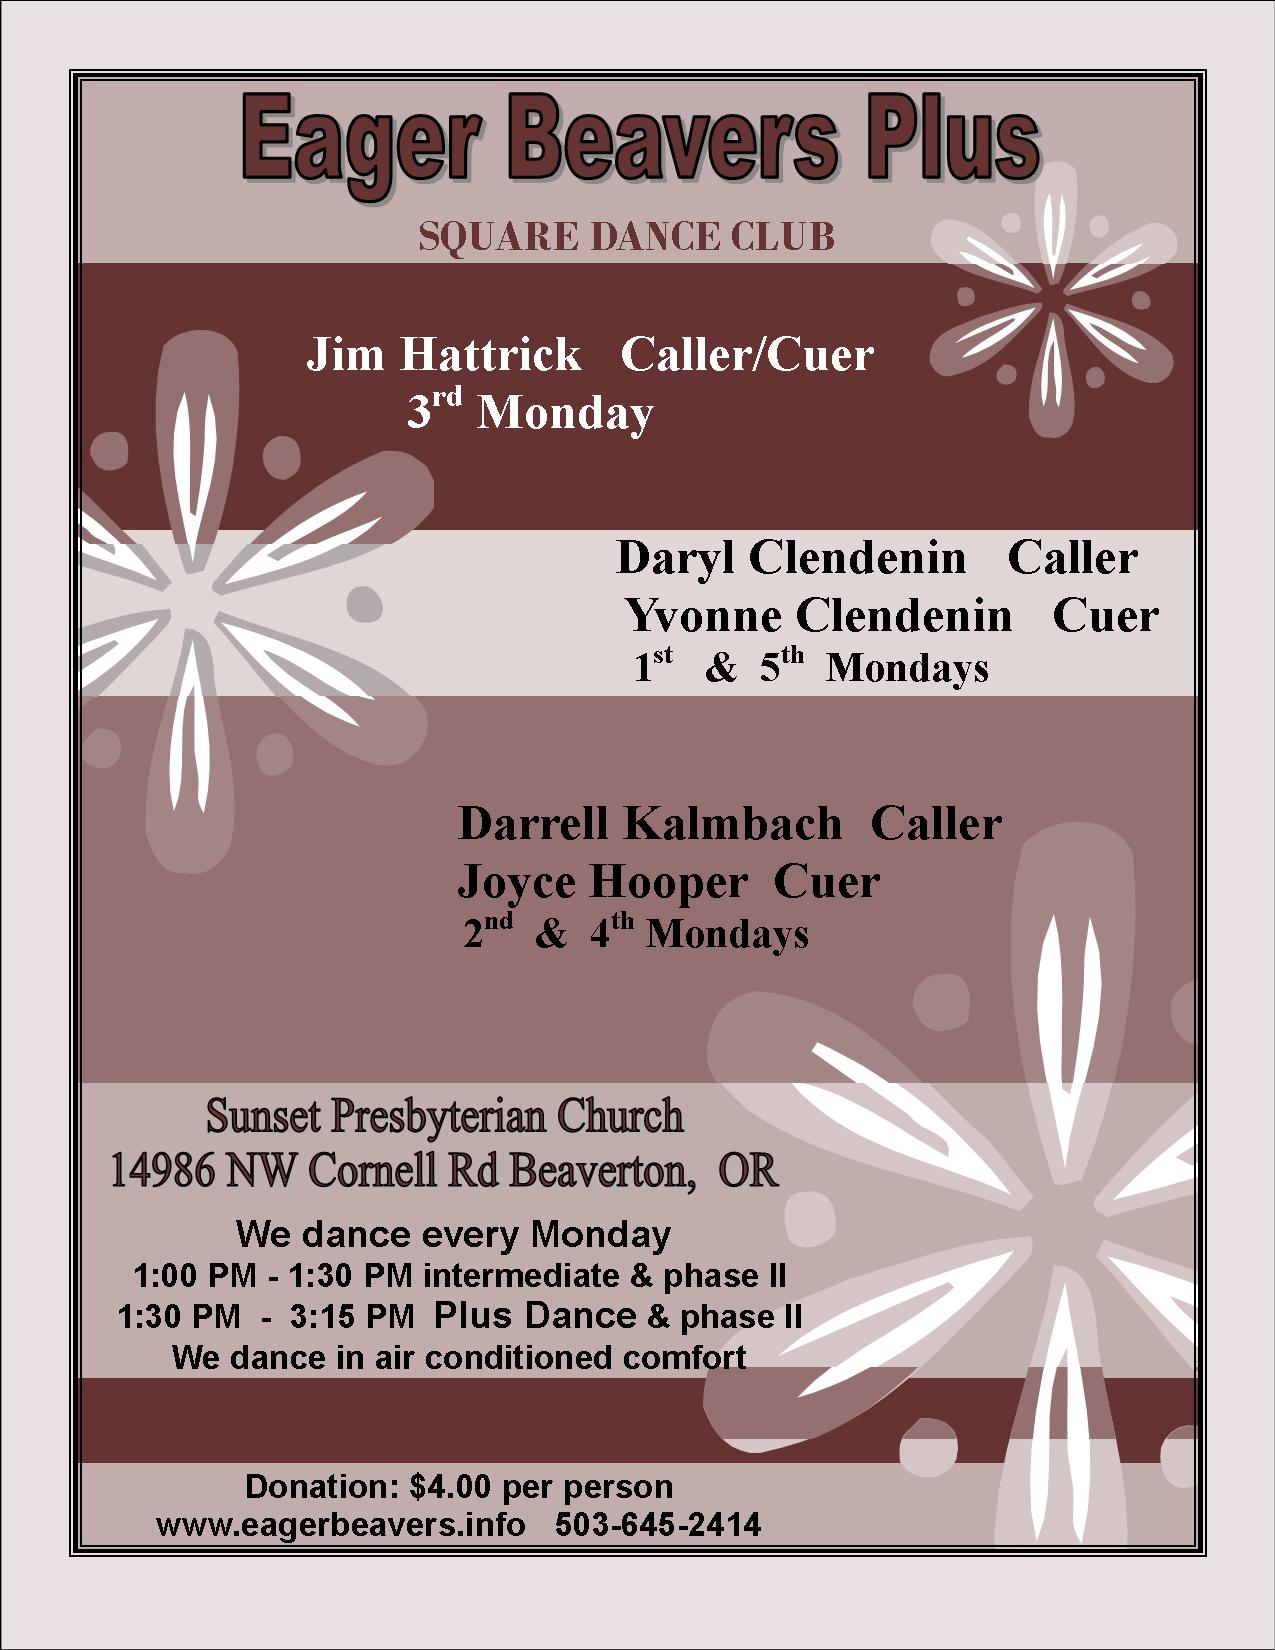 Eager Beavers Plus
SQUARE DANCE CLUB
Jim Hattrick Caller/Cuer
3rd Monday
Daryl Clendenin Caller
Yvonne Clendenin Cuer
1st & 5th Mondays
Darrell Kalmbach Caller
Joyce Hooper Cuer
2nd & 4th Mondays
Sunset Presbyterian Church
14986 NW Cornell Rd Beaverton, OR
We dance every Monday
1:00 PM - 1:30 PM intermediate & phase II
1:30 PM - 3:15 PM Plus Dance & phase II
We dance in air conditioned comfort
Donation: $4.00 per person
www.eagerbeavers.info 503-645-2414